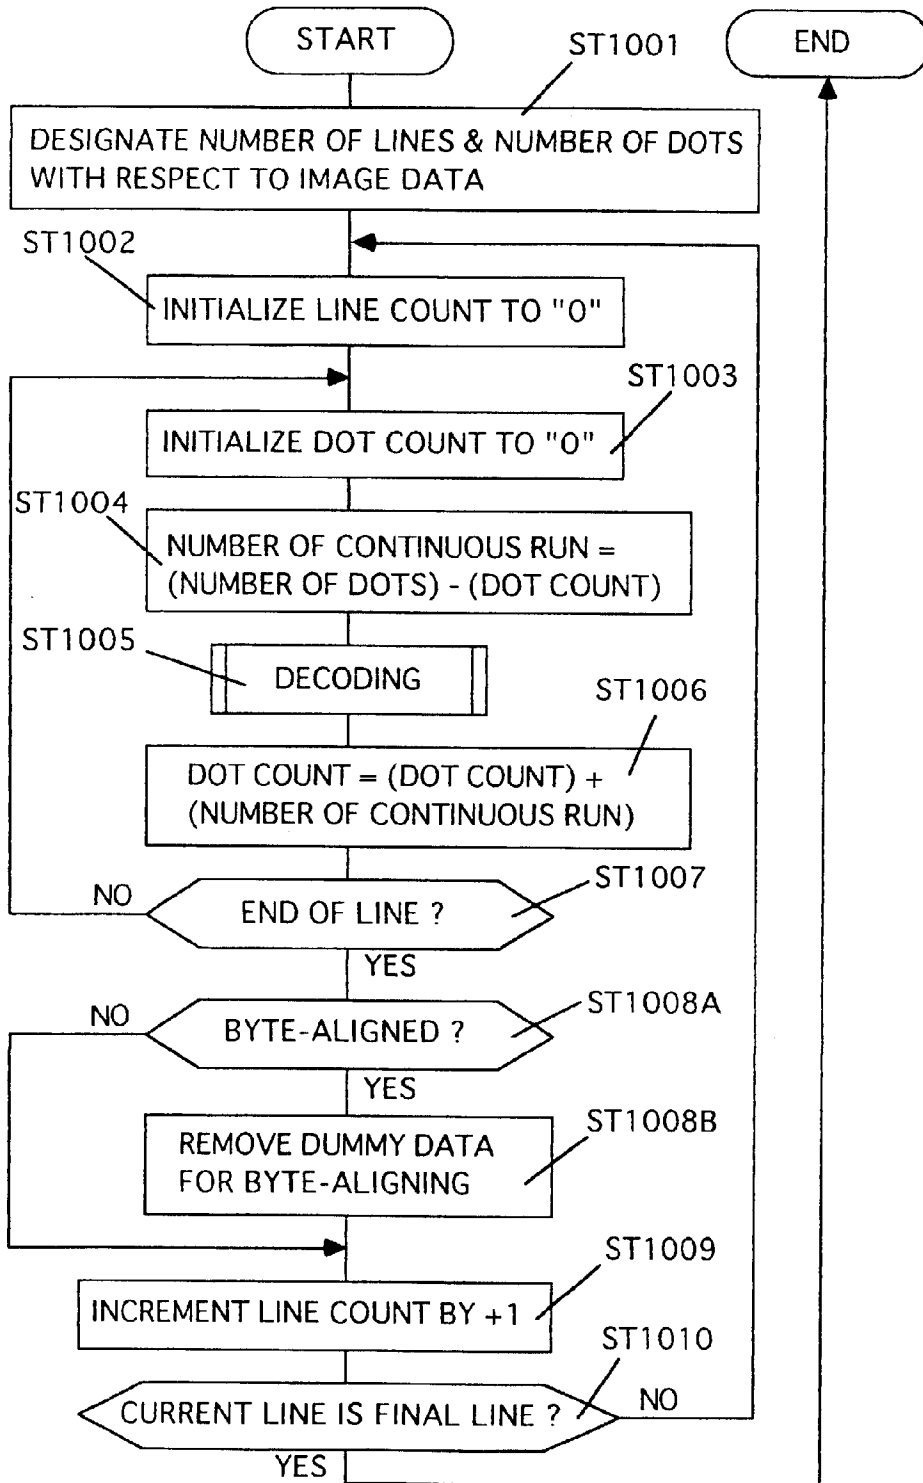 START
END
ST1001
DESIGNATE NUMBER OF LINES & NUMBER OF DOTS
WITH RESPECT TO IMAGE DATA
ST1002
INITIALIZE LINE COUNT TO "0"
ST1003
INITIALIZE DOT COUNT TO "0"
ST1004
NUMBER OF CONTINUOUS RUN =
(NUMBER OF DOTS) - (DOT COUNT)
ST1005
DECODING
ST1006
DOT COUNT = (DOT COUNT) +
(NUMBER OF CONTINUOUS RUN)
ST1007
NO
END OF LINE ?
YES
ST1008A
NO
BYTE-ALIGNED ?
YES
ST1008B
REMOVE DUMMY DATA
FOR BYTE-ALIGNING
ST1009
INCREMENT LINE COUNT BY +1
ST1010
CURRENT LINE IS FINAL LINE ?
NO
YES